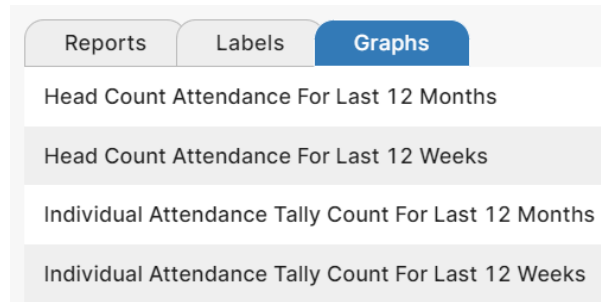 Reports Labels Graphs
Head Count Attendance For Last 12 Months
Head Count Attendance For Last 12 Weeks
Individual Attendance Tally Count For Last 12 Months
Individual Attendance Tally Count For Last 12 Weeks